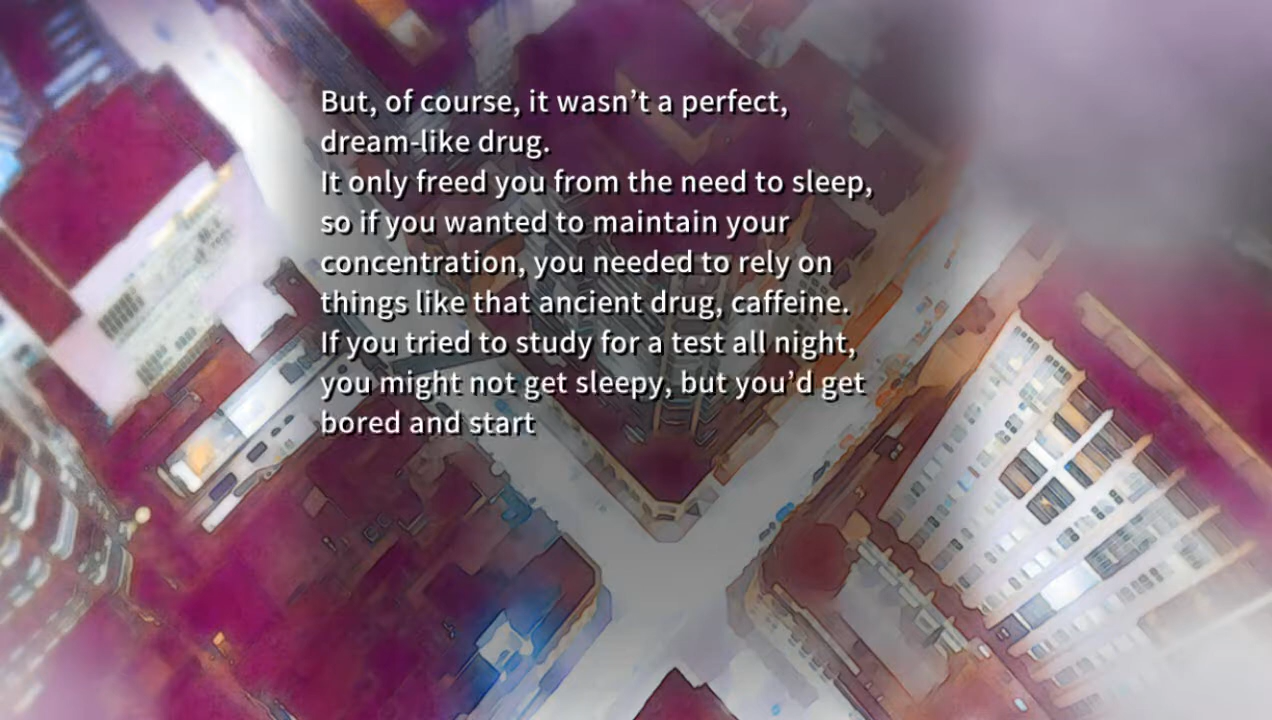 But, of course, it wasn’t a perfect,
dream-like drug.
It only freed you from the need to sleep,
so if you wanted to maintain your
concentration, you needed to rely on
things like that ancient drug, caffeine.
If you tried to study for a test all night,
you might not get sleepy, but you’d get
bored and start